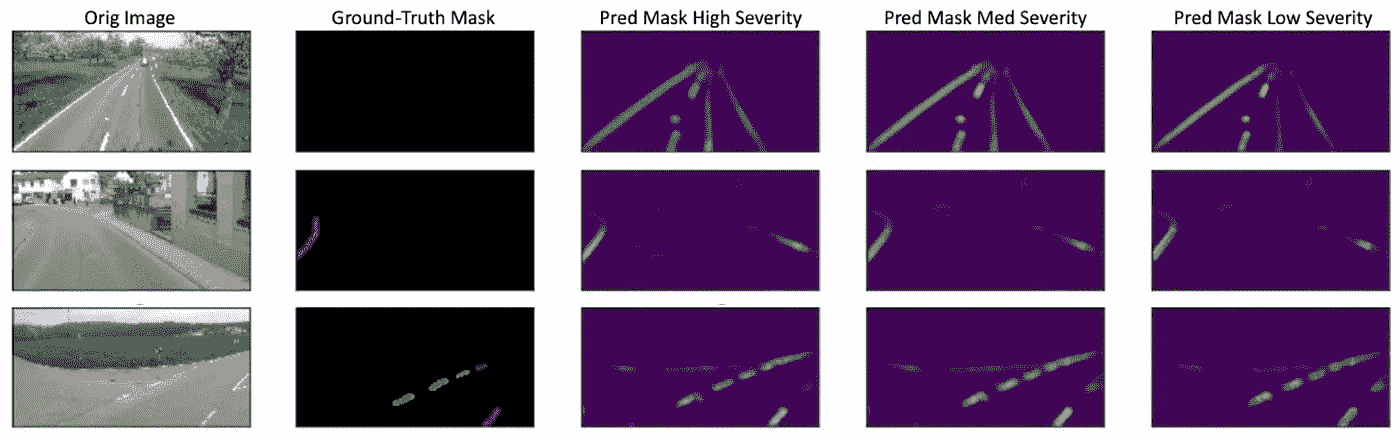 Orig Image
Ground-Truth Mask
Pred Mask High Severity
Pred Mask Med Severity
Pred Mask Low Severity